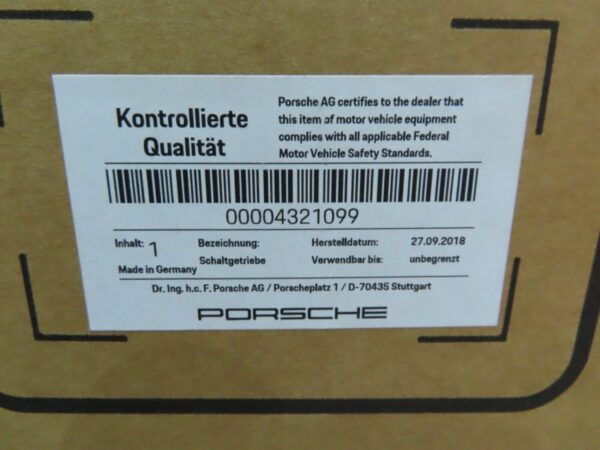 Kontrollierte
Qualität
Porsche AG certifies to the dealer that
this item of motor vehicle equipment
complies with all applicable Federal
Motor Vehicle Safety Standards.
00004321099
Inhalt: 1 Bezeichnung: Herstelldatum: 27.09.2018
Schaltgetriebe Verwendbar bis: unbegrenzt
Made in Germany
Dr. Ing. h.c. F. Porsche AG / Porscheplatz 1 / D-70435 Stuttgart
PORSCHE